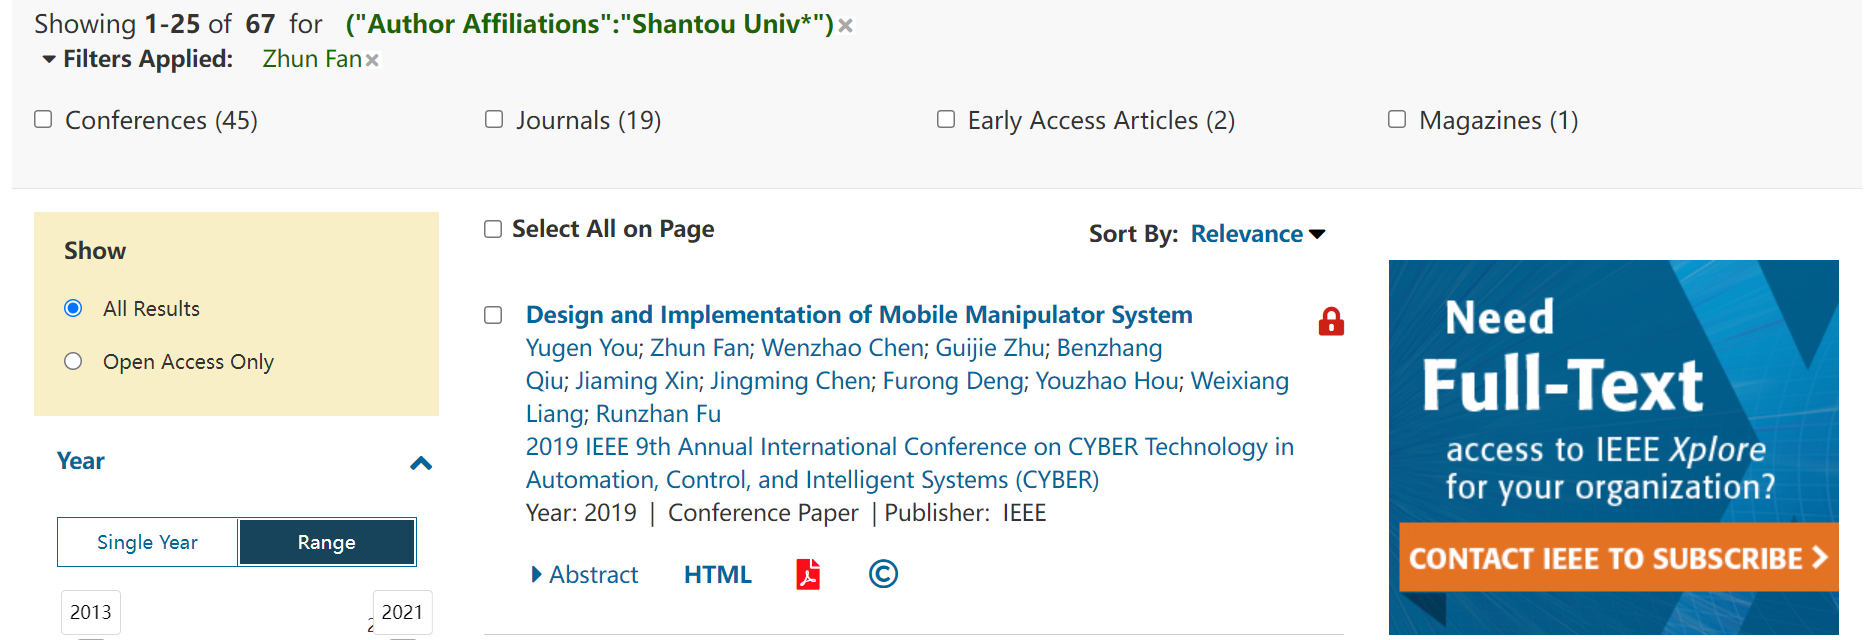 Showing 1-25 of 67 for ("Author Affiliations":"Shantou Univ*") ×
Filters Applied: Zhun Fan ×
Conferences (45)
Journals (19)
Early Access Articles (2)
Magazines (1)
Show
All Results
Open Access Only
Year
Single Year
Range
2013
2021
Select All on Page
Sort By: Relevance
Design and Implementation of Mobile Manipulator System
Yugen You; Zhun Fan; Wenzhao Chen; Guijie Zhu; Benzhang
Qiu; Jiaming Xin; Jingming Chen; Furong Deng; Youzhao Hou; Weixiang
Liang; Runzhan Fu
2019 IEEE 9th Annual International Conference on CYBER Technology in
Automation, Control, and Intelligent Systems (CYBER)
Year: 2019 | Conference Paper | Publisher: IEEE
Abstract
HTML
©
Need
Full-Text
access to IEEE Xplore
for your organization?
CONTACT IEEE TO SUBSCRIBE >